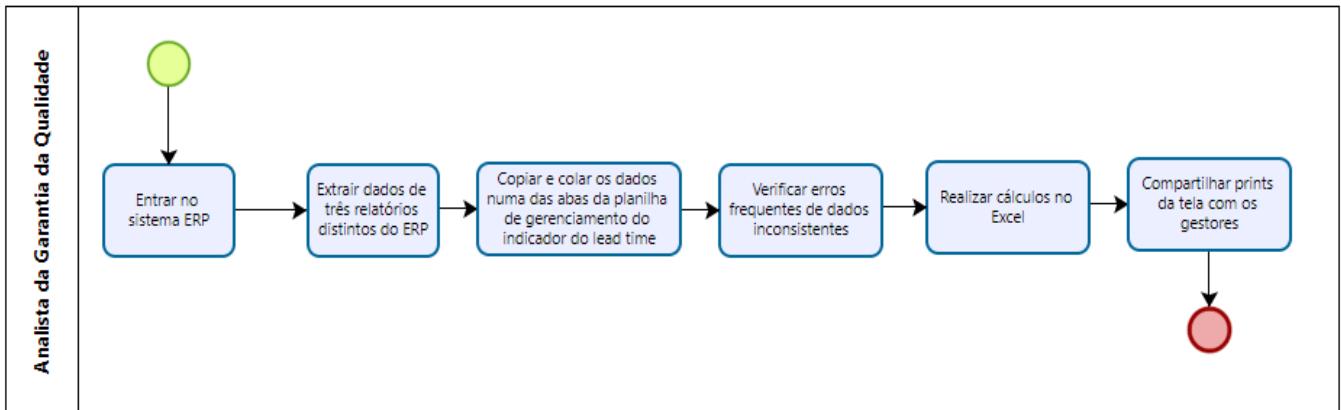 Analista da Garantia da Qualidade
Entrar no
sistema ERP
Extrair dados de
três relatórios
distintos do ERP
Copiar e colar os dados
numa das abas da planilha
de gerenciamento do
indicador do lead time
Verificar erros
frequentes de dados
inconsistentes
Realizar cálculos no
Excel
Compartilhar prints
da tela com os
gestores